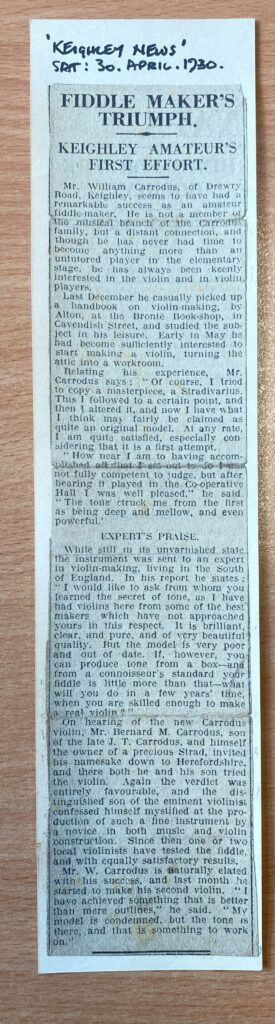 'KEIGHLEY NEWS'
SAT: 30. APRIL. 1930.
FIDDLE MAKER'S
TRIUMPH.
KEIGHLEY AMATEUR'S
FIRST EFFORT.
Mr. William Carrodus, of Drewry
Road, Keighley, seems to have had a
remarkable success as an amateur
fiddle-maker. He is not a member of
the musical branch of the Carrodus
family, but a distant connection, and
though he has never had time to
become anything more than an
untutored player in the elementary
stage, he has always been keenly
interested in the violin and in violin
players.
Last December he casually picked up
a handbook on violin-making, by
Alton, at the Brontë Book-shop, in
Cavendish Street, and studied the sub-
ject in his leisure. Early in May he
had become sufficiently interested to
start making a violin, turning the
attic into a workroom.
Relating his experience, Mr.
Carrodus says: "Of course, I tried
to copy a masterpiece, a Stradivarius.
This I followed to a certain point, and
then I altered it, and now I have what
I think may fairly be claimed as
quite an original model. At any rate,
I am quite satisfied, especially con-
sidering that it is a first attempt.
"How near I am to having accom-
plished all that I set out to do I am
not fully competent to judge, but after
hearing it played in the Co-operative
Hall I was well pleased," he said.
"The tone struck me from the first
as being deep and mellow, and even
powerful.'
EXPERT'S PRAISE.
While still in its unvarnished state
the instrument was sent to an expert
in violin-making, living in the South
of England. In his report he states:
"I would like to ask from whom you
learned the secret of tone, as I have
had violins here from some of the best
makers which have not approached
yours in this respect. It is brilliant,
clear, and pure, and of very beautiful
quality. But the model is very poor
and out of date. If, however, you
can produce tone from a box—and
from a connoisseur's standard your
fiddle is little more than that—what
will you do in a few years' time,
when you are skilled enough to make
a real violin?"
On hearing of the new Carrodus
violin, Mr. Bernard M. Carrodus, son
of the late J. T. Carrodus, and himself
the owner of a precious Strad, invited
his namesake down to Herefordshire,
and there both he and his son tried
the violin. Again the verdict was
entirely favourable, and the dis-
tinguished son of the eminent violinist
confessed himself mystified at the pro-
duction of such a fine instrument by
a novice in both music and violin
construction. Since then one or two
local violinists have tested the fiddle,
and with equally satisfactory results.
Mr. W. Carrodus is naturally elated
with his success, and last month he
started to make his second violin. "I
have achieved something that is better
than mere outlines," he said. "My
model is condemned, but the tone is
there, and that is something to work
on."